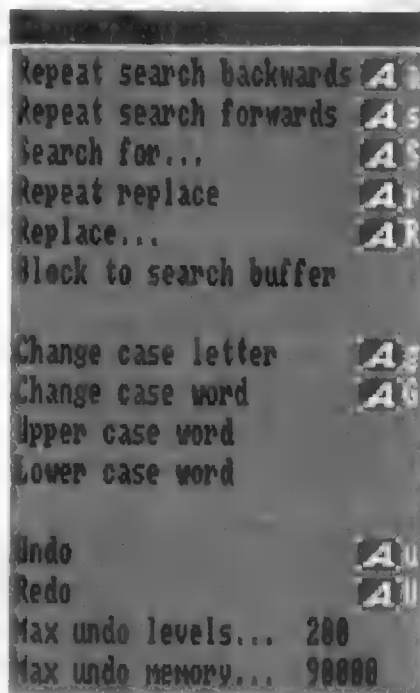 Repeat search backwards A
Repeat search forwards A s
Search for... A S
Repeat replace A r
Replace... A R
Block to search buffer
Change case letter A g
Change case word A G
Upper case word
Lower case word
Undo A u
Redo A U
Max undo levels... 200
Max undo memory... 90000